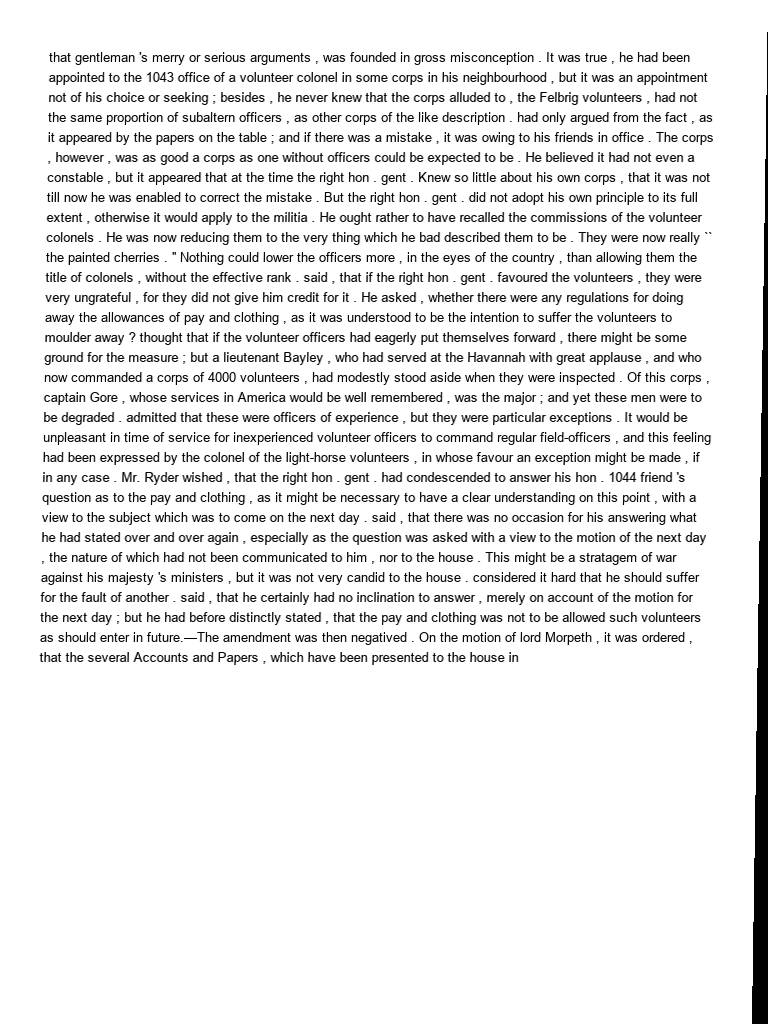 that gentleman 's merry or serious arguments , was founded in gross misconception . It was true , he had been
appointed to the 1043 office of a volunteer colonel in some corps in his neighbourhood , but it was an appointment
not of his choice or seeking ; besides , he never knew that the corps alluded to , the Felbrig volunteers , had not
the same proportion of subaltern officers , as other corps of the like description . had only argued from the fact , as
it appeared by the papers on the table ; and if there was a mistake , it was owing to his friends in office . The corps
, however , was as good a corps as one without officers could be expected to be . He believed it had not even a
constable , but it appeared that at the time the right hon . gent . Knew so little about his own corps , that it was not
till now he was enabled to correct the mistake . But the right hon . gent . did not adopt his own principle to its full
extent , otherwise it would apply to the militia . He ought rather to have recalled the commissions of the volunteer
colonels . He was now reducing them to the very thing which he bad described them to be . They were now really ``
the painted cherries . " Nothing could lower the officers more , in the eyes of the country , than allowing them the
title of colonels , without the effective rank . said , that if the right hon . gent . favoured the volunteers , they were
very ungrateful , for they did not give him credit for it . He asked , whether there were any regulations for doing
away the allowances of pay and clothing , as it was understood to be the intention to suffer the volunteers to
moulder away ? thought that if the volunteer officers had eagerly put themselves forward , there might be some
ground for the measure ; but a lieutenant Bayley , who had served at the Havannah with great applause , and who
now commanded a corps of 4000 volunteers , had modestly stood aside when they were inspected . Of this corps ,
captain Gore , whose services in America would be well remembered , was the major ; and yet these men were to
be degraded . admitted that these were officers of experience , but they were particular exceptions . It would be
unpleasant in time of service for inexperienced volunteer officers to command regular field-officers , and this feeling
had been expressed by the colonel of the light-horse volunteers , in whose favour an exception might be made , if
in any case . Mr. Ryder wished , that the right hon . gent . had condescended to answer his hon . 1044 friend 's
question as to the pay and clothing , as it might be necessary to have a clear understanding on this point , with a
view to the subject which was to come on the next day . said , that there was no occasion for his answering what
he had stated over and over again , especially as the question was asked with a view to the motion of the next day
, the nature of which had not been communicated to him , nor to the house . This might be a stratagem of war
against his majesty 's ministers , but it was not very candid to the house . considered it hard that he should suffer
for the fault of another . said , that he certainly had no inclination to answer , merely on account of the motion for
the next day ; but he had before distinctly stated , that the pay and clothing was not to be allowed such volunteers
as should enter in future.—The amendment was then negatived . On the motion of lord Morpeth , it was ordered ,
that the several Accounts and Papers , which have been presented to the house in